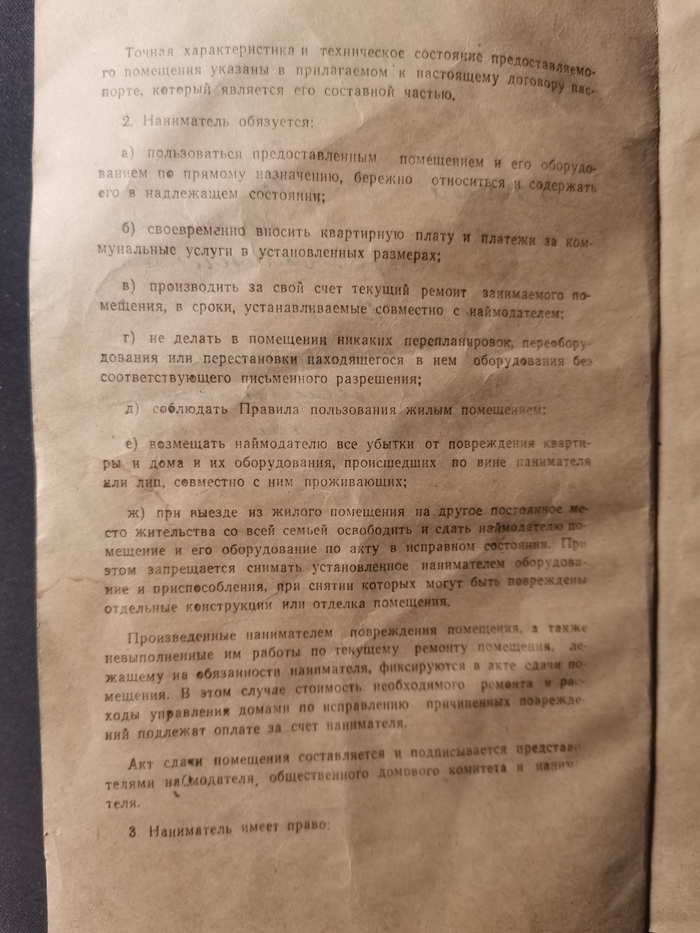 Точная характеристика и техническое состояние предоставляемо-
го помещения указаны в прилагаемом к настоящему договору пас-
порте, который является его составной частью.
2. Наниматель обязуется:
а) пользоваться предоставленным помещением и его оборудо-
ванием по прямому назначению, бережно относиться и содержать
его в надлежащем состоянии;
б) своевременно вносить квартирную плату и платежи за ком-
мунальные услуги в установленных размерах;
в) производить за свой счет текущий ремонт занимаемого по-
мещения, в сроки, устанавливаемые совместно с наймодателем;
г) не делать в помещении никаких перепланировок, переобору-
дования или перестановки находящегося в нем оборудования без
соответствующего письменного разрешения;
д) соблюдать Правила пользования жилым помещением;
е) возмещать наймодателю все убытки от повреждения кварти-
ры и дома и их оборудования, происшедших по вине нанимателя
или лиц, совместно с ним проживающих;
ж) при выезде из жилого помещения на другое постоянное ме-
сто жительства со всей семьей освободить и сдать наймодателю по-
мещение и его оборудование по акту в исправном состоянии. При
этом запрещается снимать установленное нанимателем оборудова-
ние и приспособления, при снятии которых могут быть повреждены
отдельные конструкции или отделка помещения.
Произведенные нанимателем повреждения помещения, а также
невыполненные им работы по текущему ремонту помещения, ле-
жащему на обязанности нанимателя, фиксируются в акте сдачи по-
мещения. В этом случае стоимость необходимого ремонта и рас-
ходы управления домами по исправлению причиненных поврежде-
ний подлежат оплате за счет нанимателя.
Акт сдачи помещения составляется и подписывается представи-
телями наймодателя, общественного домового комитета и нанима-
теля.
3 Наниматель имеет право: